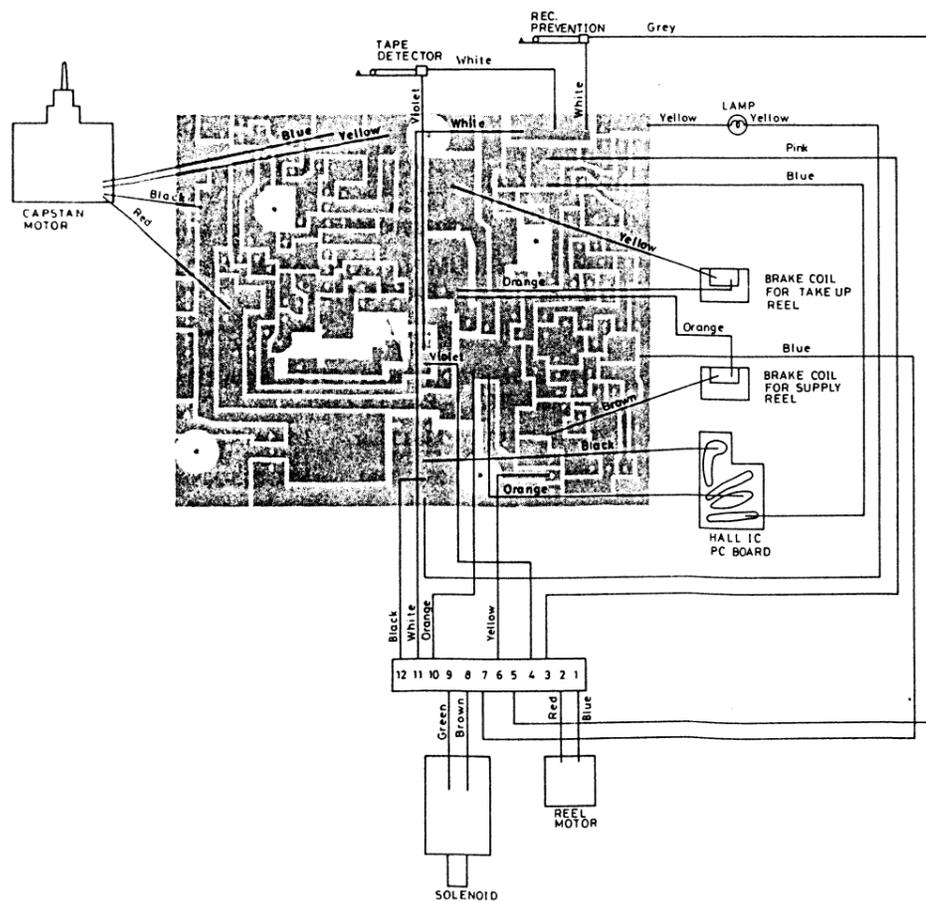 REC.
PREVENTION
Grey
TAPE
DETECTOR
White
White
Violet
LAMP
Yellow
Yellow
White
Blue
Yellow
Pink
Blue
Black
CAPSTAN
MOTOR
Red
Yellow
Orange
BRAKE COIL
FOR TAKE UP
REEL
Orange
Blue
Violet
BRAKE COIL
FOR SUPPLY
REEL
Brown
Black
Orange
HALL IC
PC BOARD
Black
White
Orange
Yellow
12 11 10 9 8 7 6 5 4 3 2 1
Green
Brown
Red
Blue
REEL
MOTOR
SOLENOID